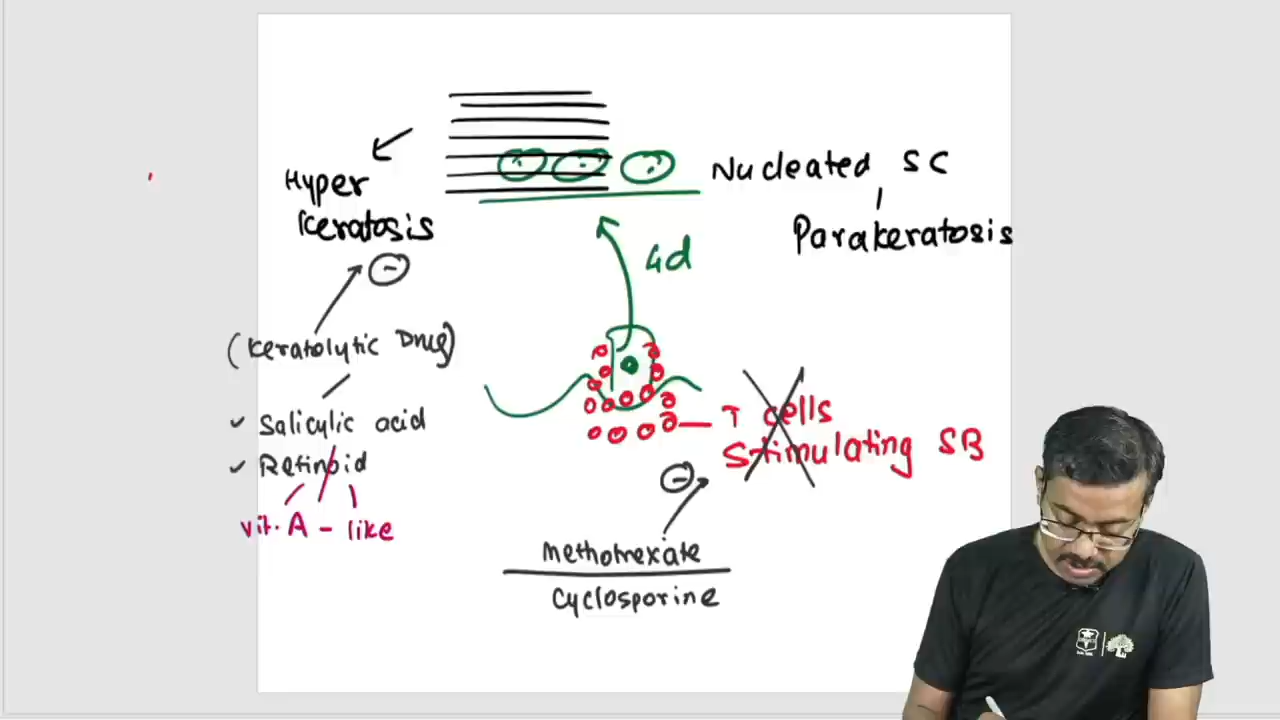 Hyper
Keratosis
Nucleated SC
Parakeratosis
4d
(Keratolytic Drug)
✓ Salicylic acid
✓ Retinoid
vit. A - like
T cells
Stimulating SB
Methotrexate
Cyclosporine